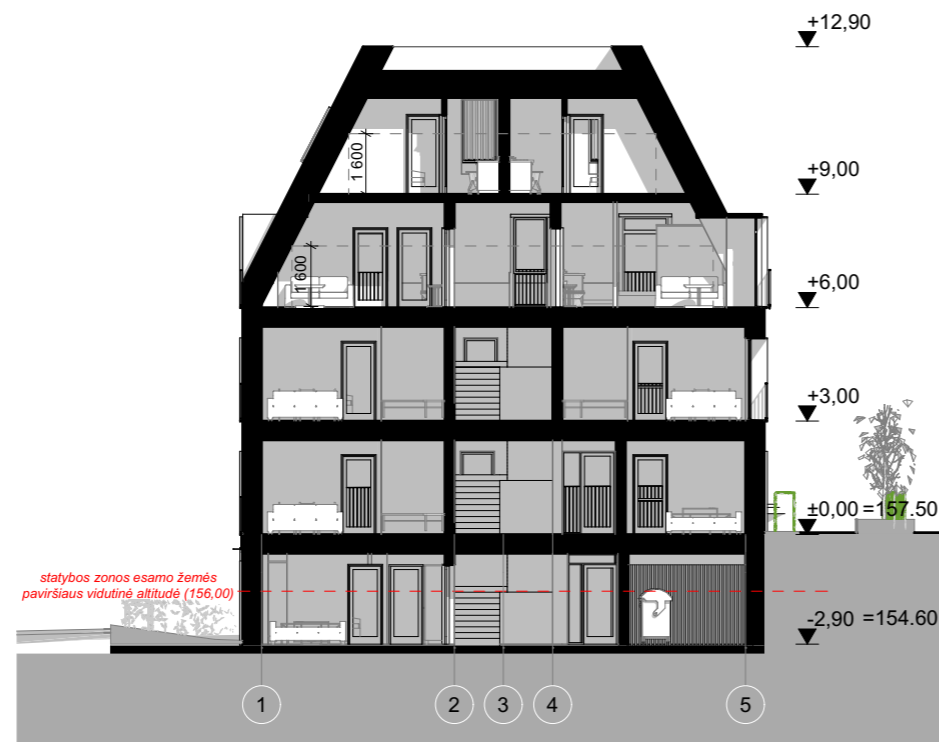 +12,90
+9,00
1 600
+6,00
1 600
+3,00
±0,00 =157.50
statybos zonos esamo žemės
paviršiaus vidutinė altitudė (156,00)
-2,90 =154.60
1 2 3 4 5